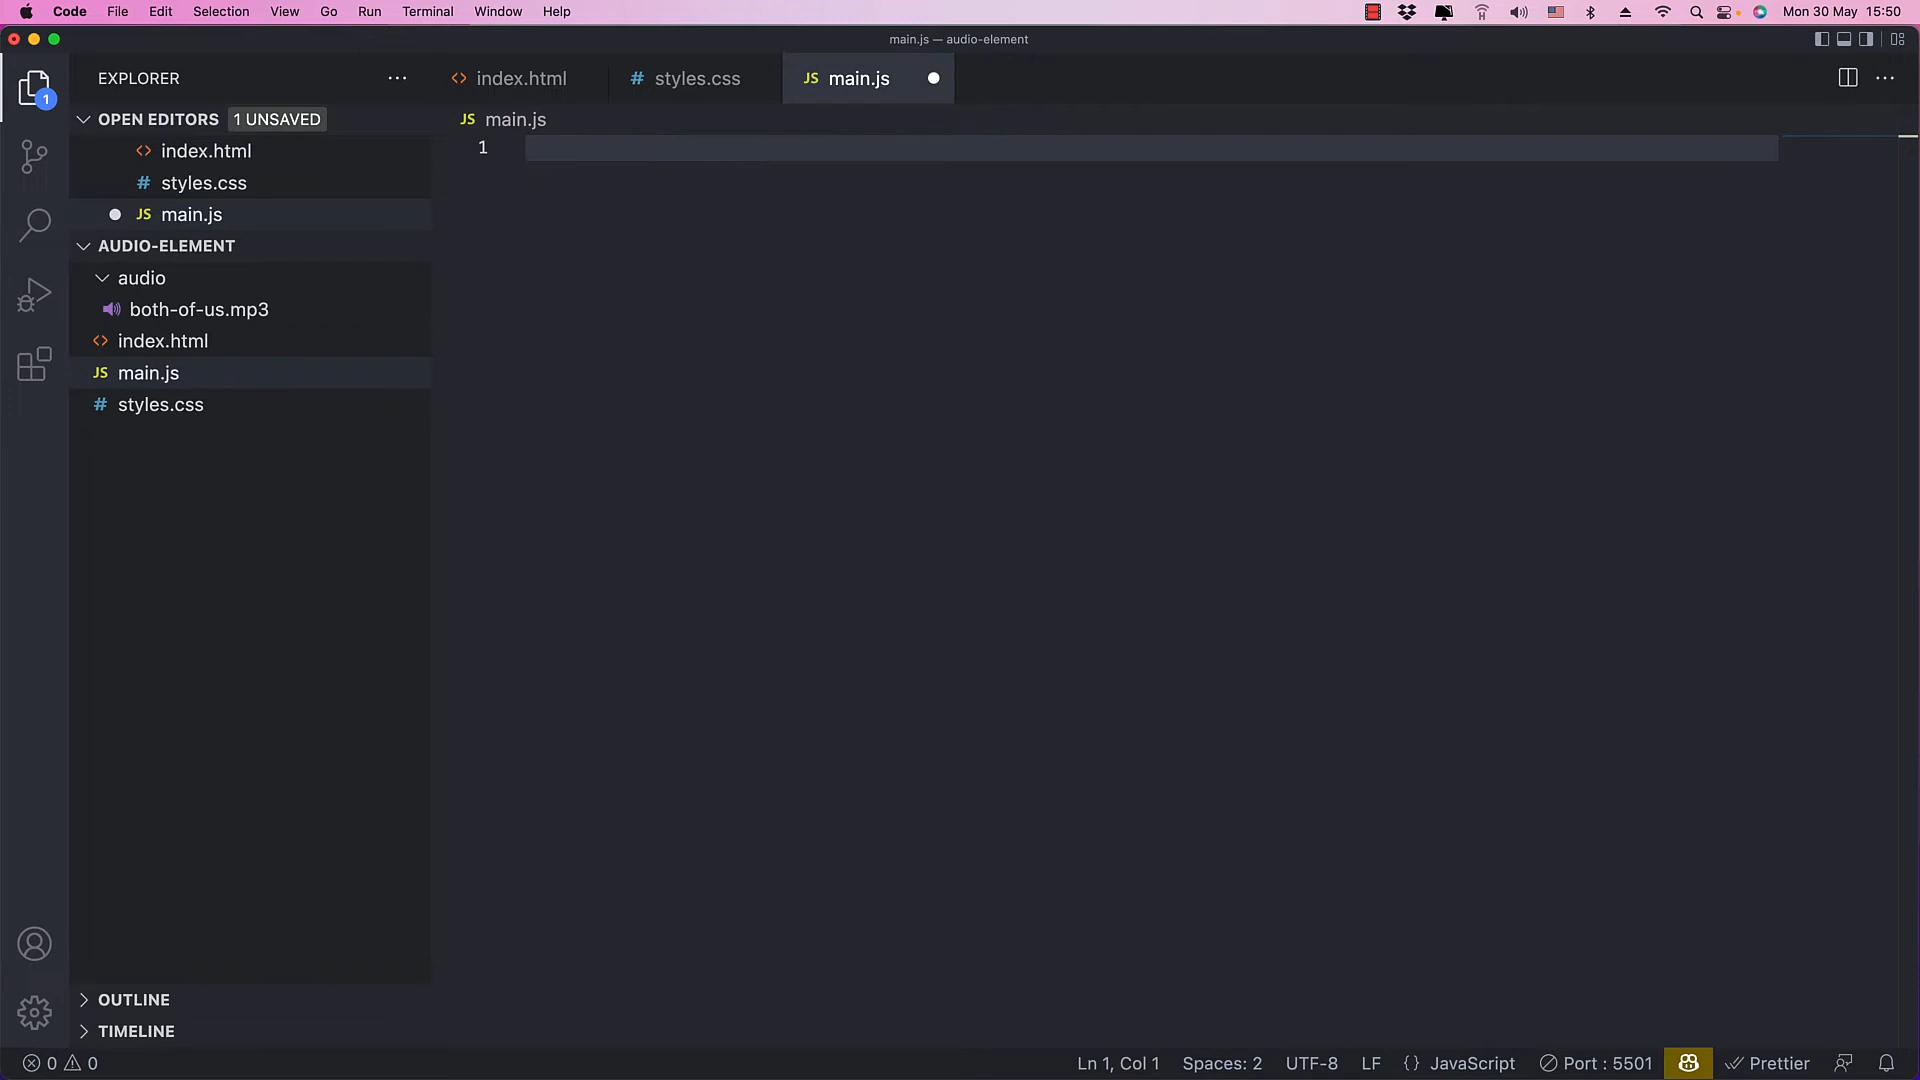 Code File Edit Selection View Go Run Terminal Window Help Mon 30 May 15:50
main.js — audio-element
EXPLORER
index.html
styles.css
main.js
OPEN EDITORS 1 UNSAVED
index.html
styles.css
JS main.js
AUDIO-ELEMENT
audio
both-of-us.mp3
index.html
JS main.js
# styles.css
OUTLINE
TIMELINE
JS main.js
1
0 0 Ln 1, Col 1 Spaces: 2 UTF-8 LF {} JavaScript Port : 5501 Prettier